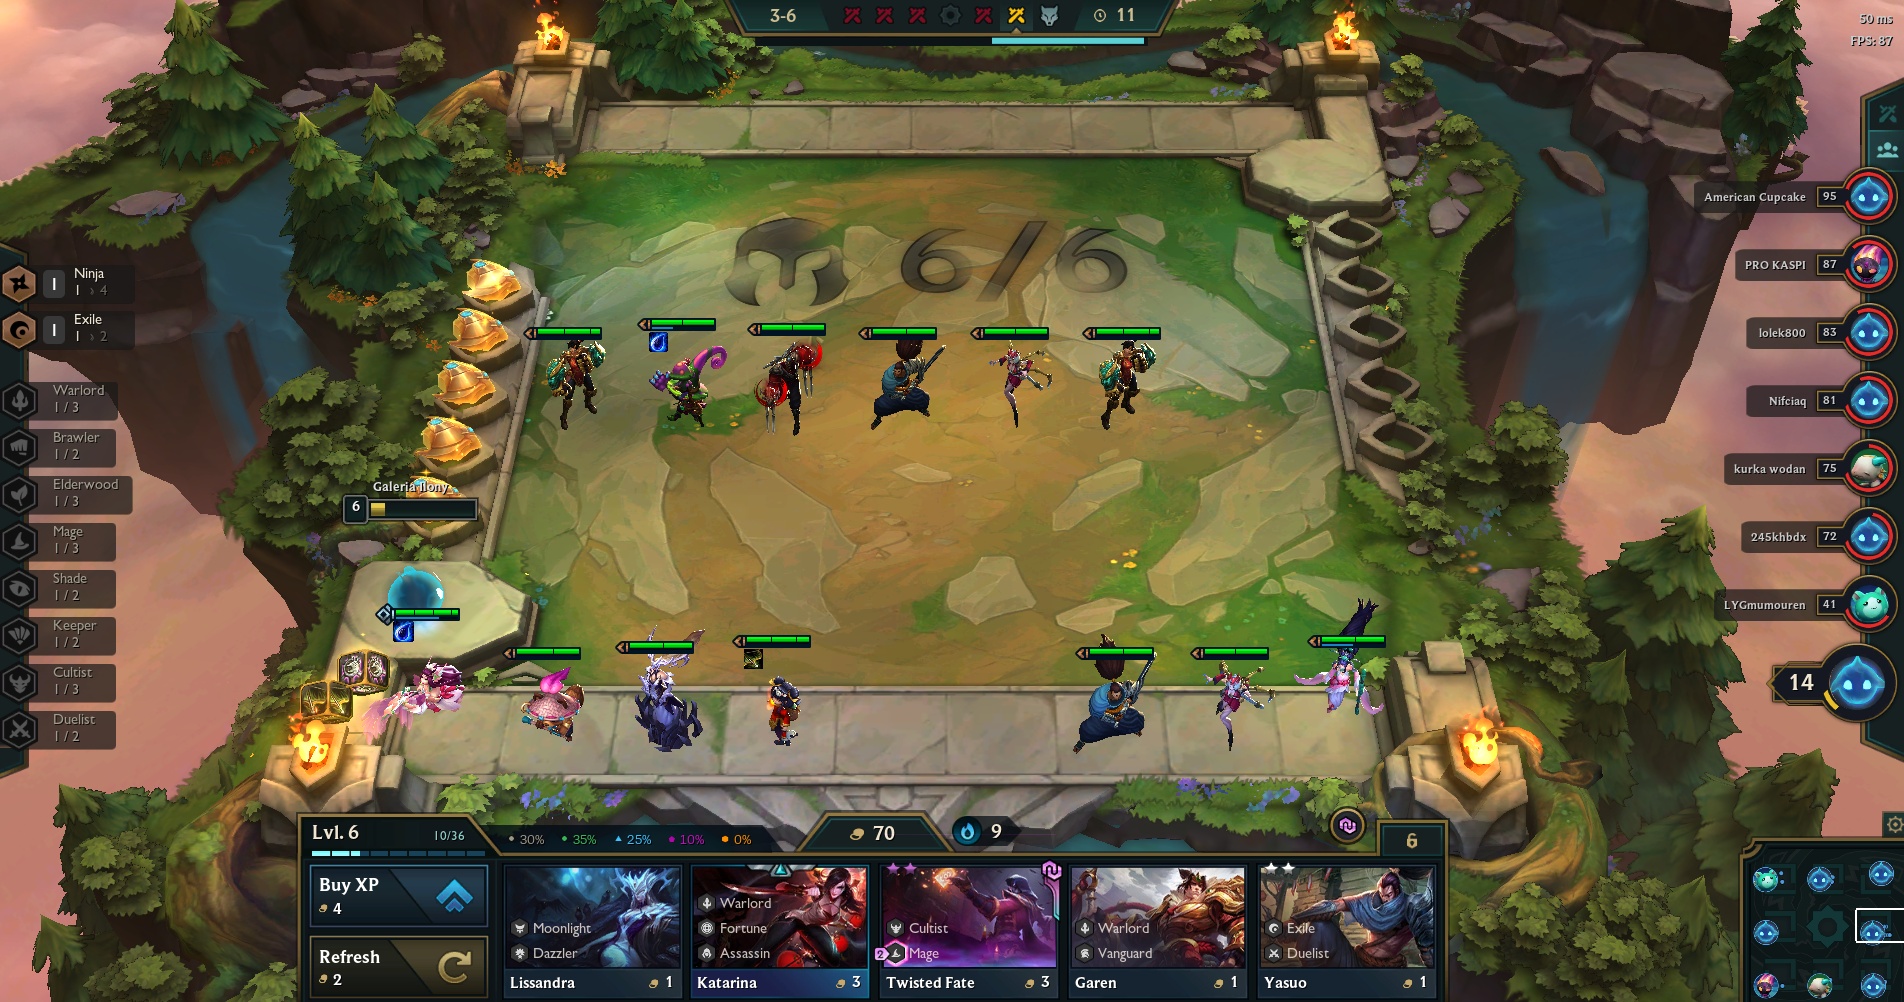 3-6
11
50 ms
FPS: 87
American Cupcake 95
PRO KASPI 87
lolek800 83
Nifciaq 81
kurka wodan 75
245khbdx 72
LYGmumouren 41
14
I Ninja
1 › 4
I Exile
1 › 2
Warlord
1 / 3
Brawler
1 / 2
Elderwood
1 / 3
Mage
1 / 3
Shade
1 / 2
Keeper
1 / 2
Cultist
1 / 3
Duelist
1 / 2
6/6
Galeria Ilony
6
Lvl. 6
10/36
30% 35% 25% 10% 0%
70
9
6
Buy XP
4
Refresh
2
Moonlight
Dazzler
Lissandra 1
Warlord
Fortune
Assassin
Katarina 3
Cultist
2 Mage
Twisted Fate 3
Warlord
Vanguard
Garen 1
Exile
Duelist
Yasuo 1